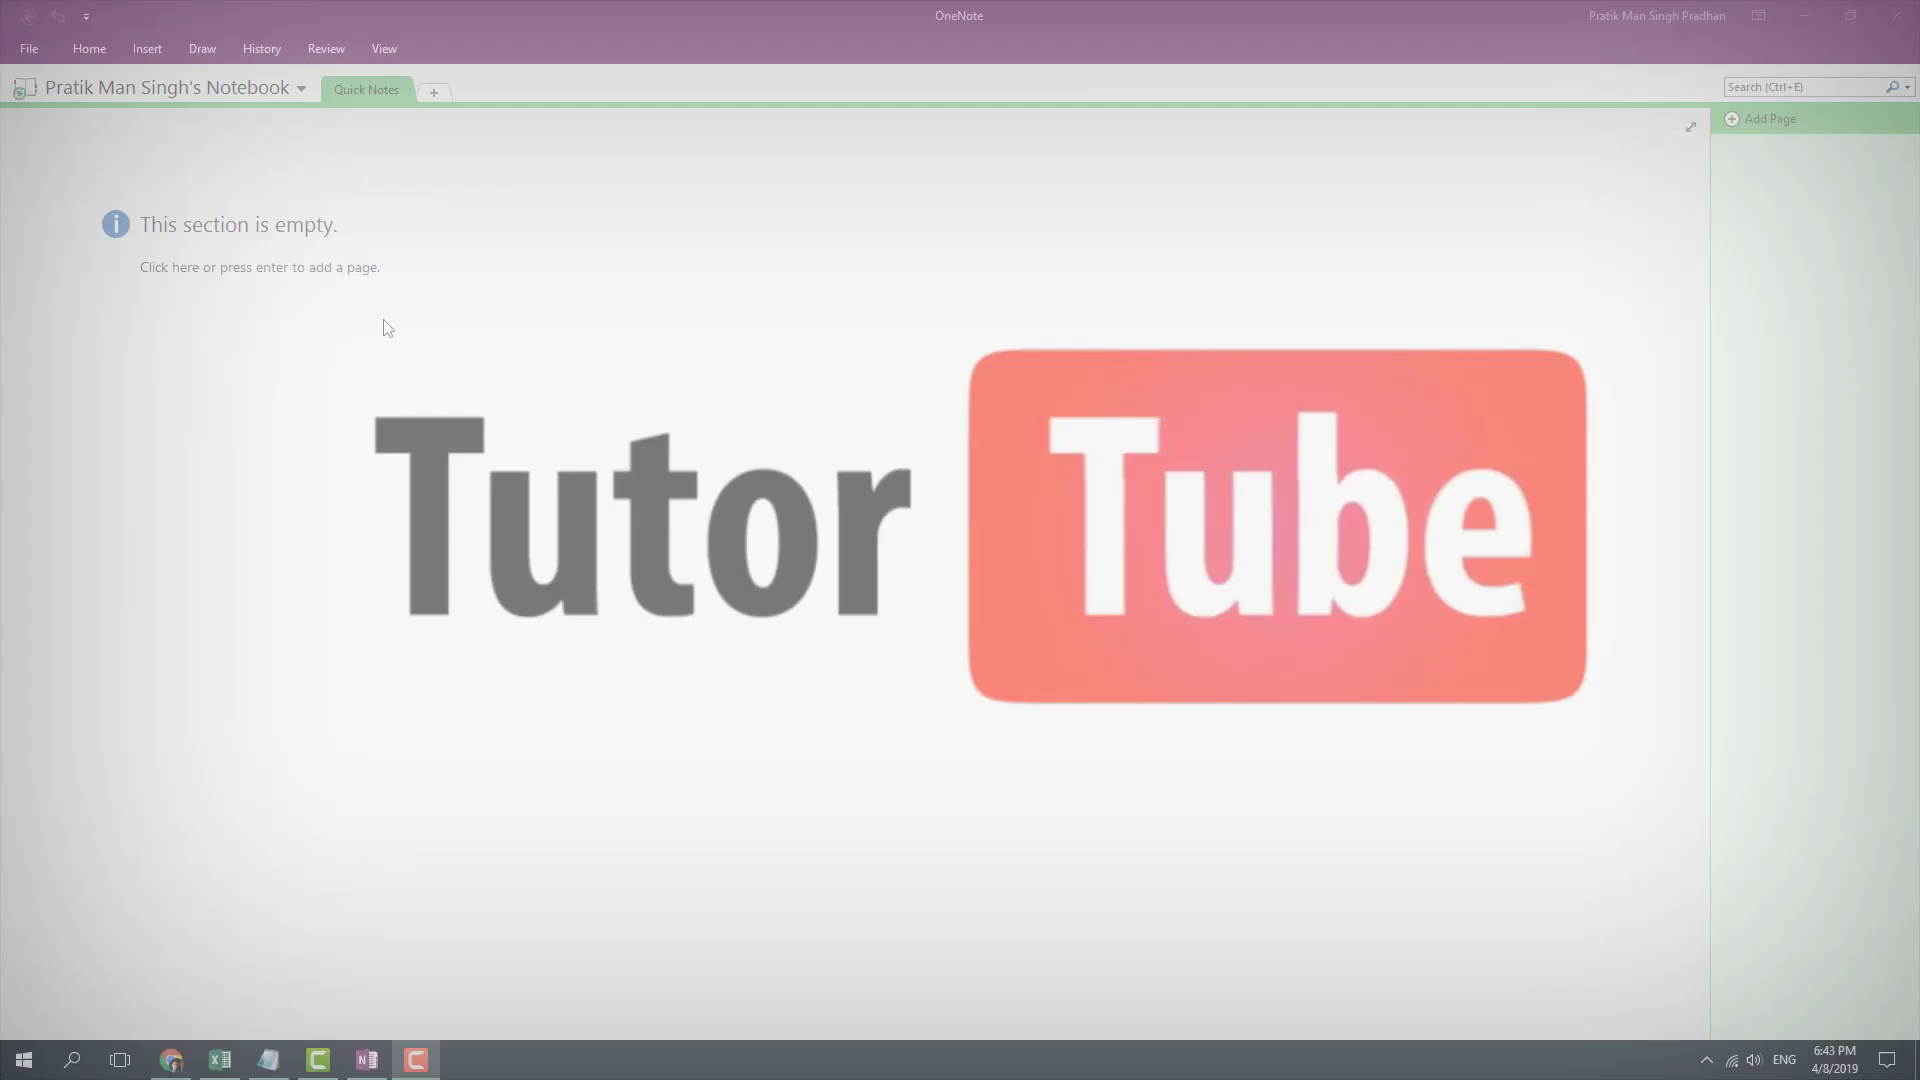 OneNote
Pratik Man Singh Pradhan
File Home Insert Draw History Review View
Pratik Man Singh's Notebook
Quick Notes
Search (Ctrl+E)
Add Page
This section is empty.
Click here or press enter to add a page.
Tutor Tube
ENG
6:43 PM
4/8/2019